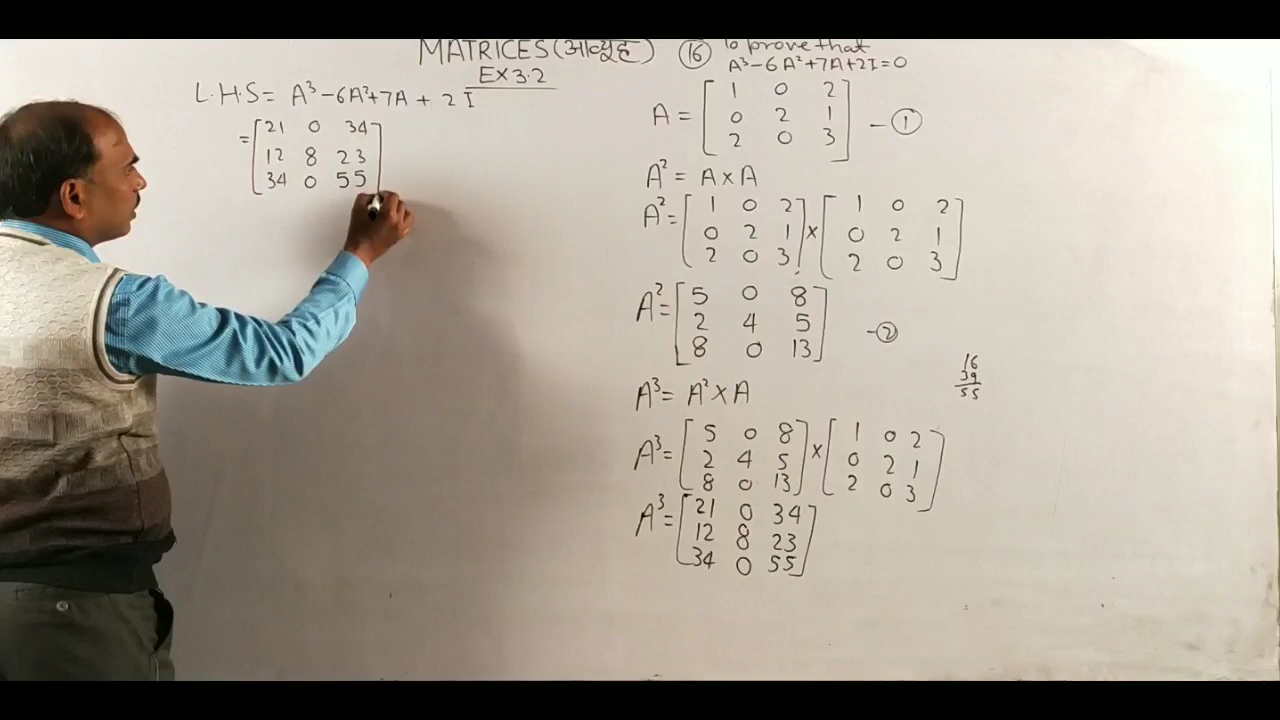 MATRICES (आव्यूह) (16) To prove that
A³-6A²+7A+2I=0
EX 3.2
L.H.S = A³ - 6A² + 7A + 2 I
= [21 0 34
12 8 23
34 0 55]
A = [1 0 2
0 2 1
2 0 3] - (1)
A² = A × A
A² = [1 0 2 × [1 0 2
0 2 1 0 2 1
2 0 3] 2 0 3]
A² = [5 0 8
2 4 5 - (2)
8 0 13]
16
39
55
A³ = A² × A
A³ = [5 0 8 × [1 0 2
2 4 5 0 2 1
8 0 13] 2 0 3]
A³ = [21 0 34
12 8 23
34 0 55]